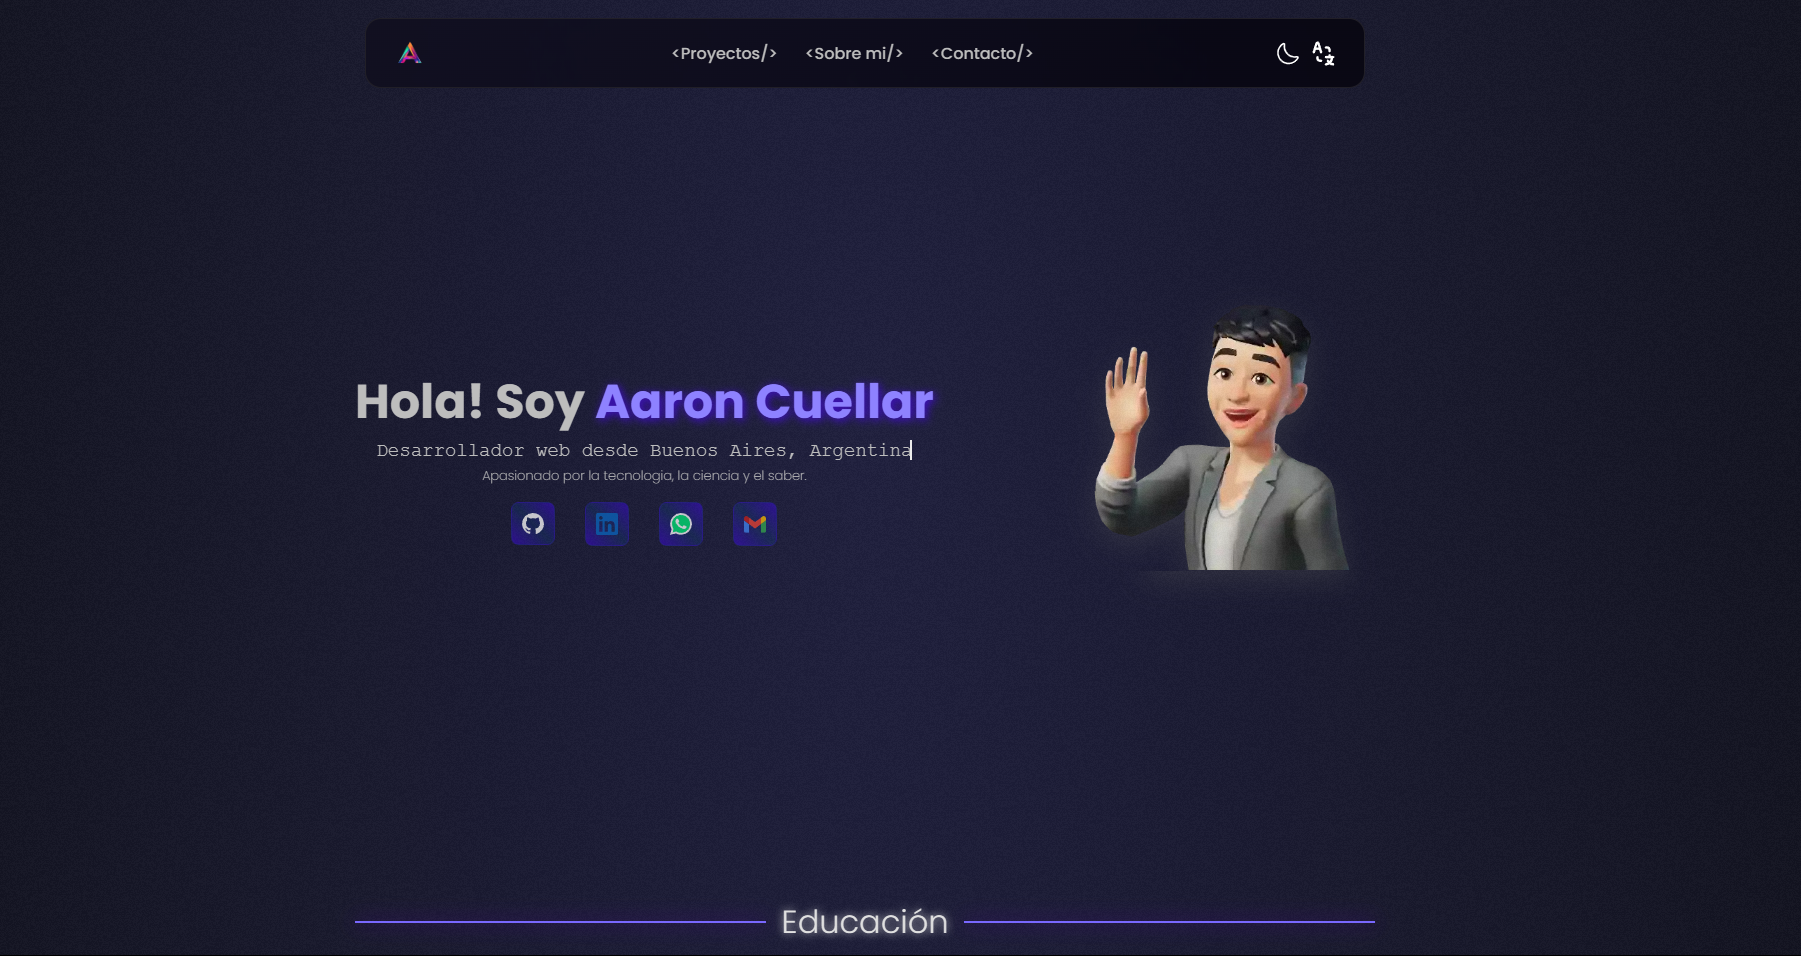 <Proyectos/> <Sobre mi/> <Contacto/>
Hola! Soy Aaron Cuellar
Desarrollador web desde Buenos Aires, Argentina
Apasionado por la tecnologia, la ciencia y el saber.
Educación